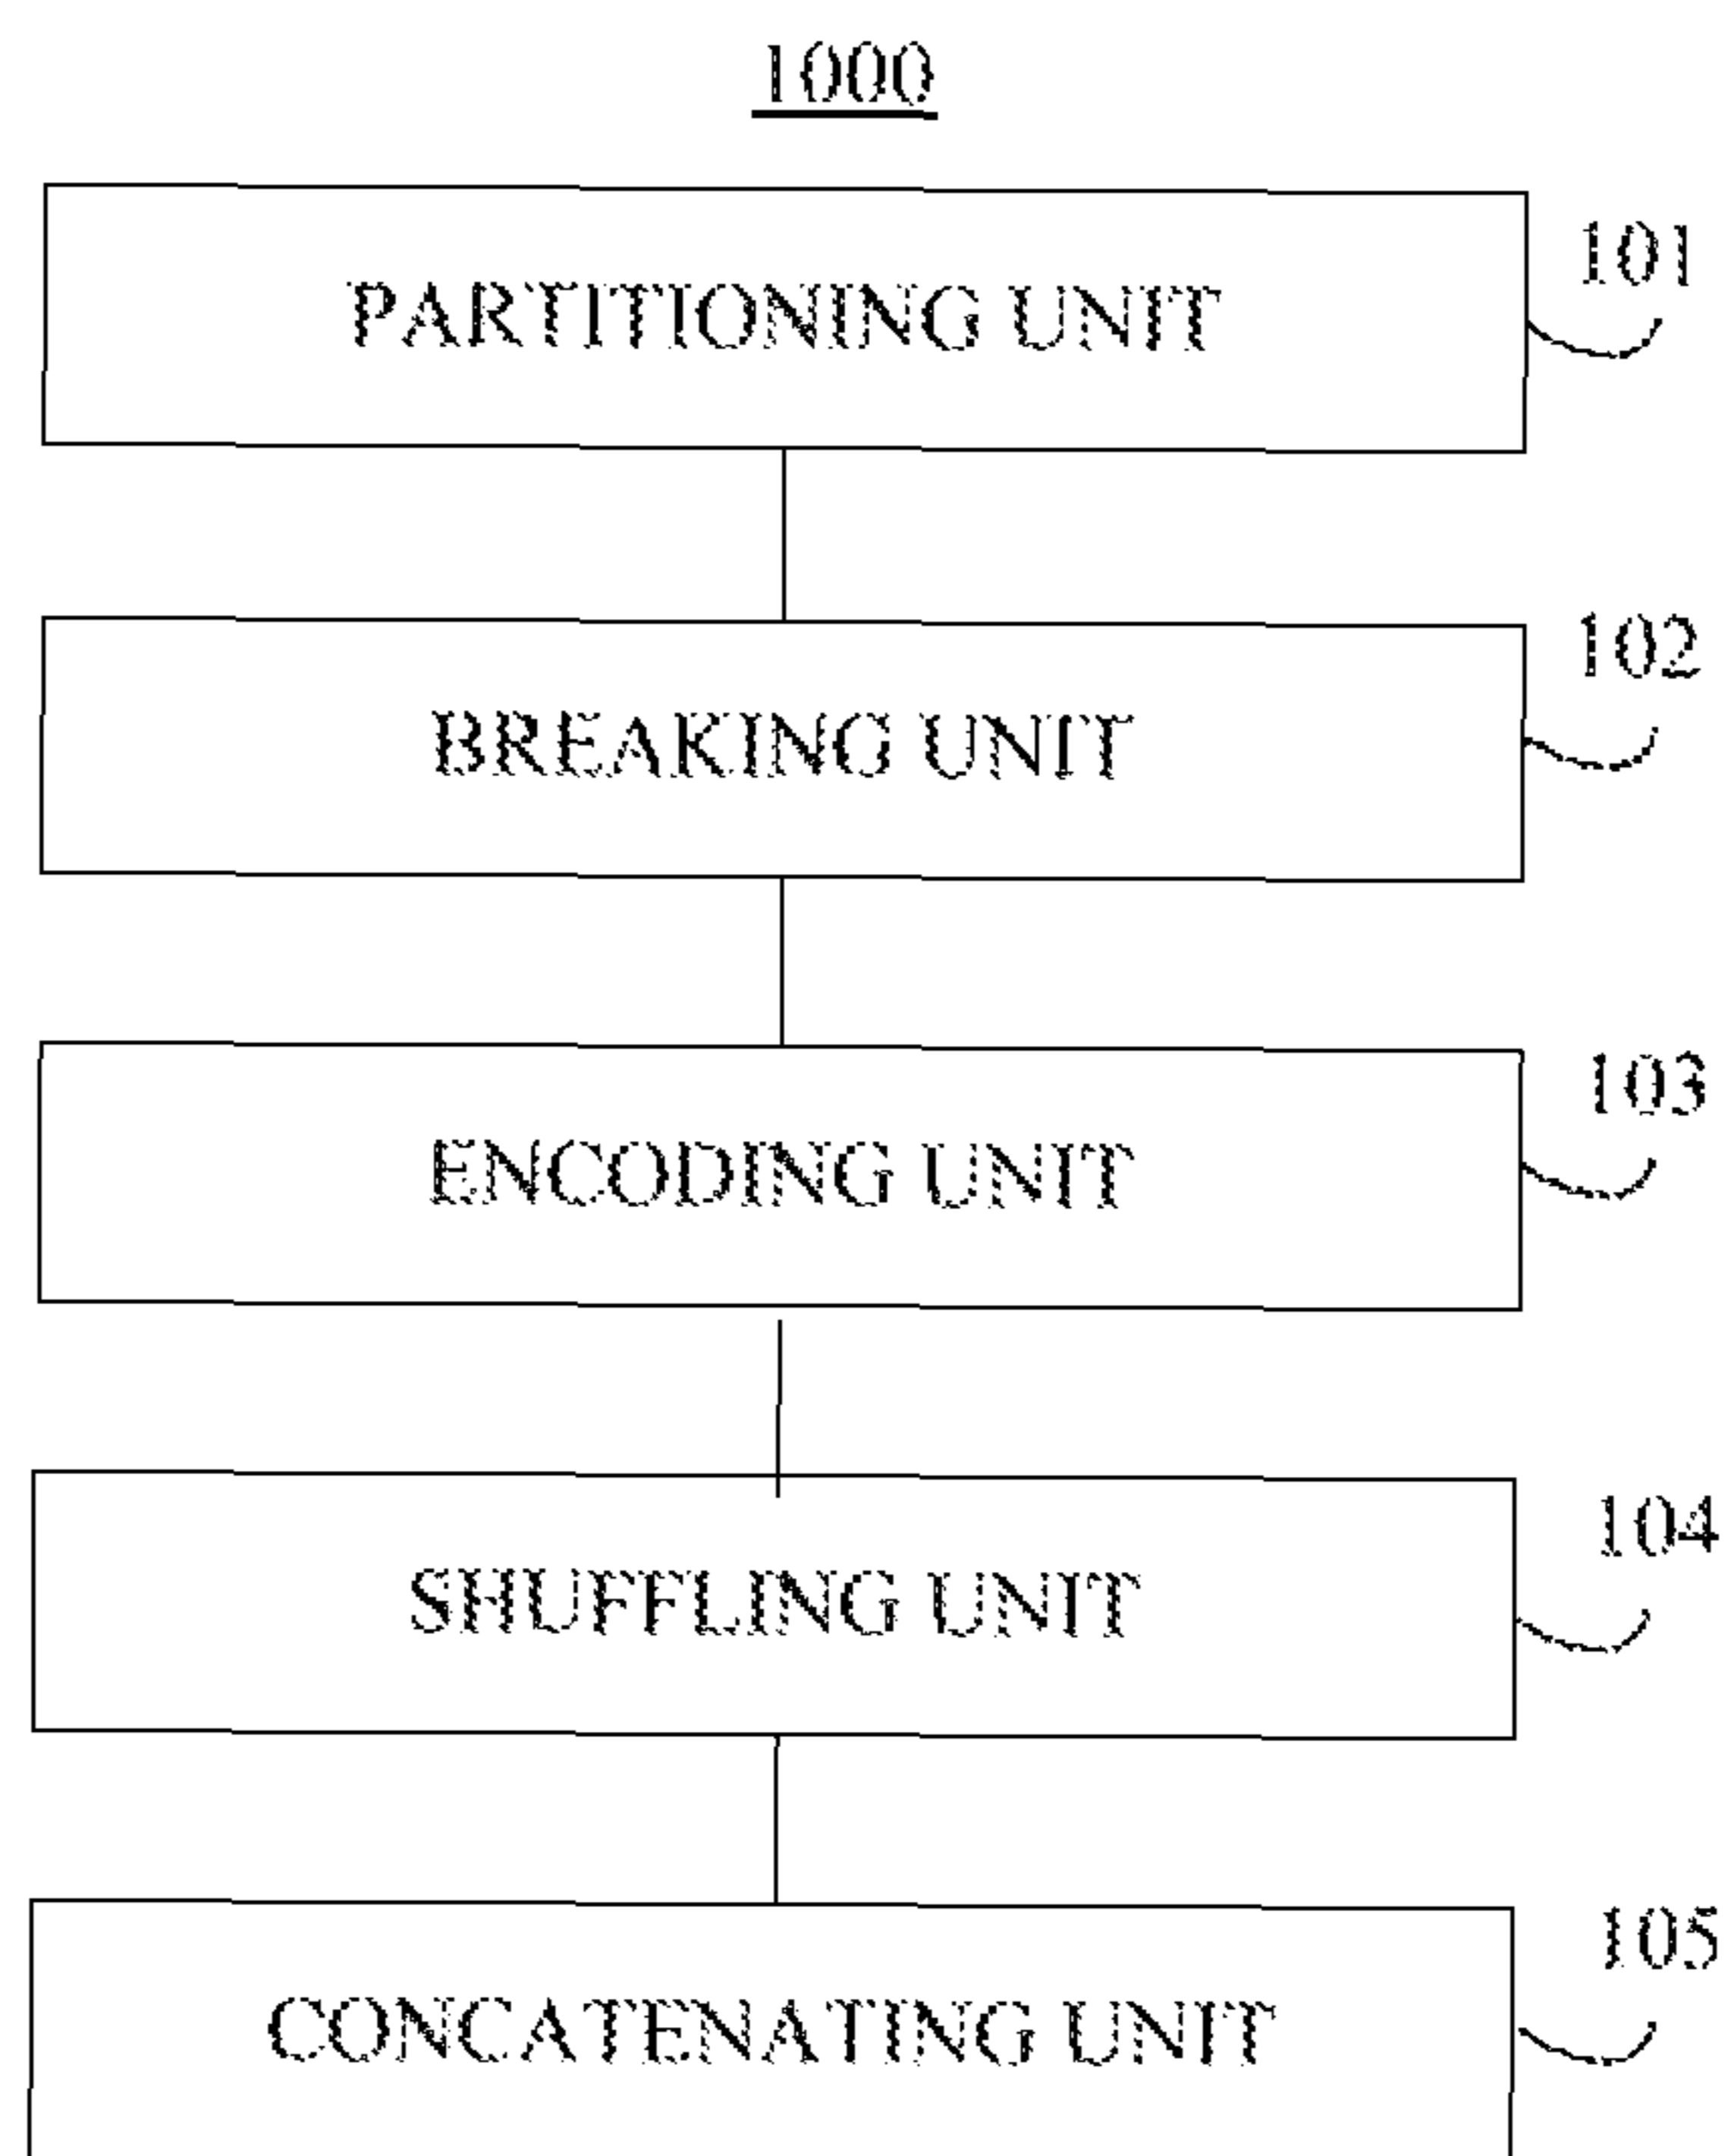 1000
PARTITIONING UNIT
101
BREAKING UNIT
102
ENCODING UNIT
103
SHUFFLING UNIT
104
CONCATENATING UNIT
105